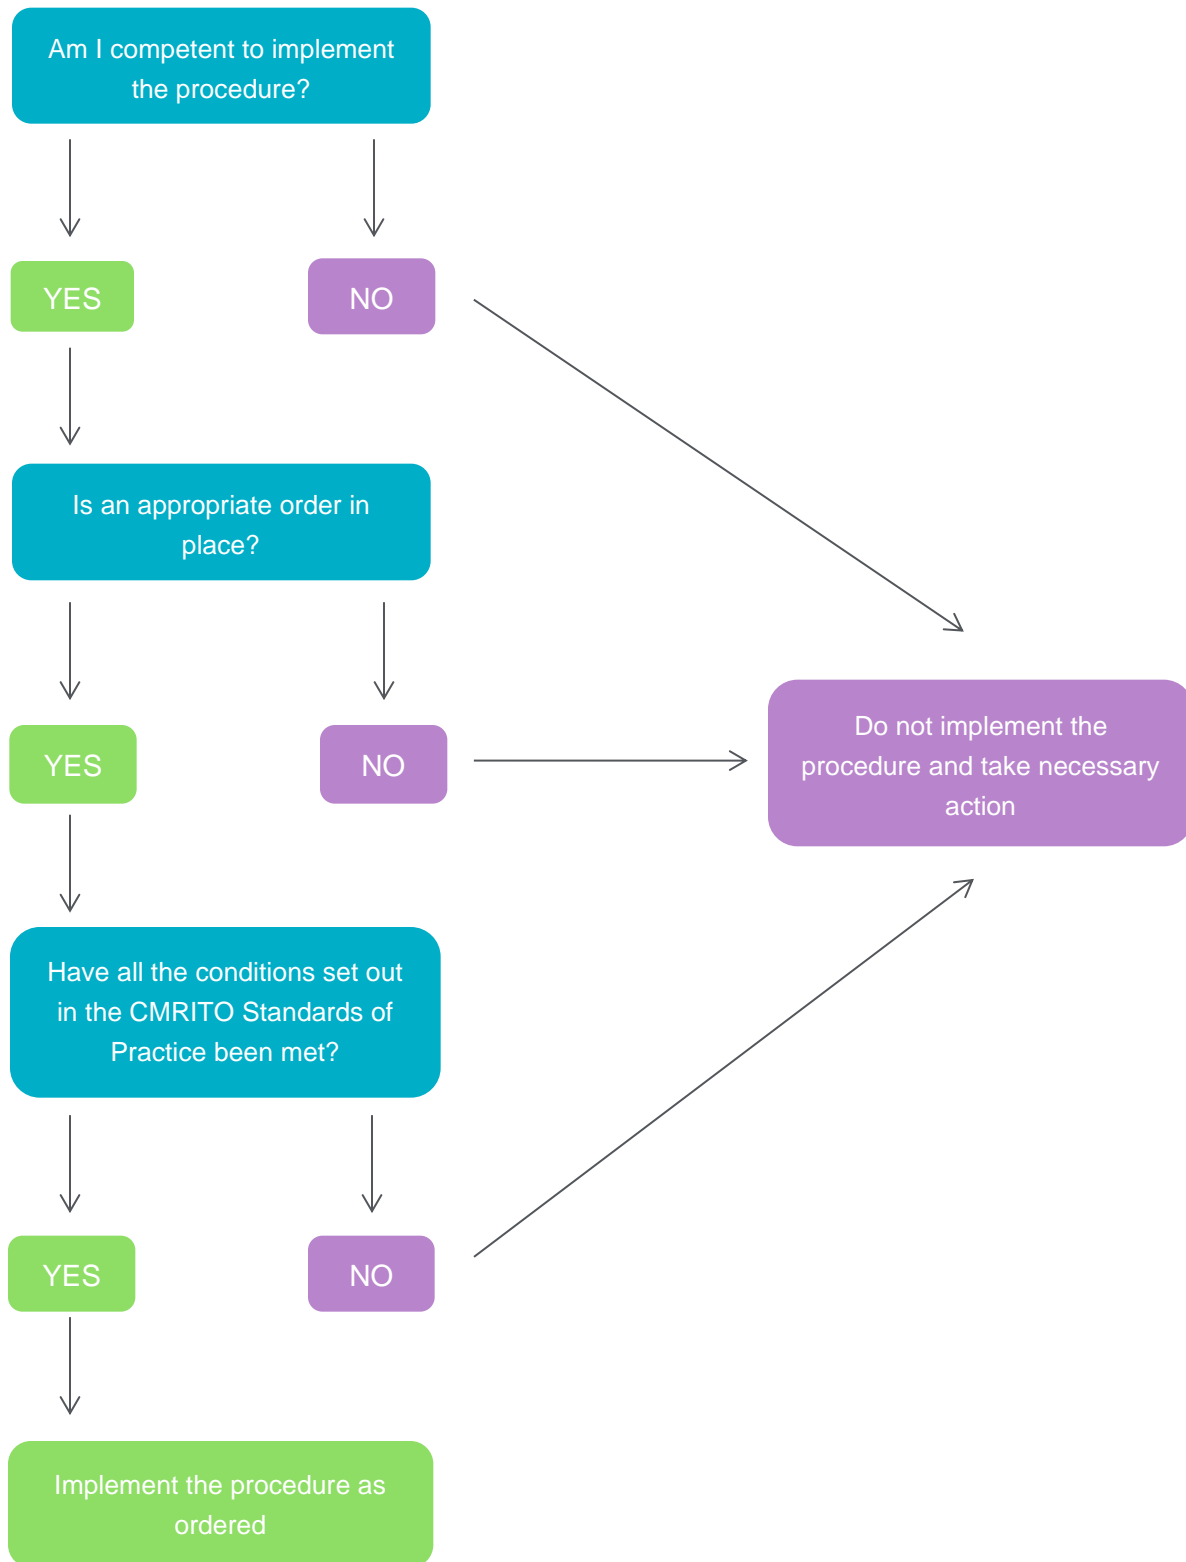 Am I competent to implement
the procedure?
YES
NO
Is an appropriate order in
place?
YES
NO
Do not implement the
procedure and take necessary
action
Have all the conditions set out
in the CMRITO Standards of
Practice been met?
YES
NO
Implement the procedure as
ordered